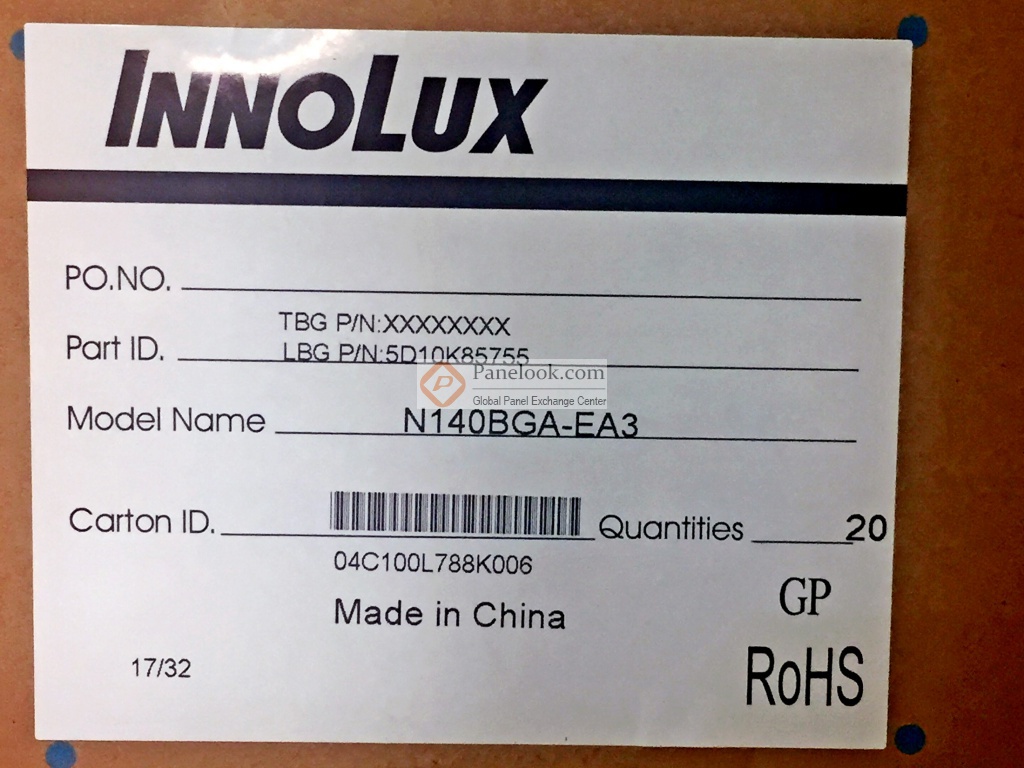 INNOLUX
PO.NO.
TBG P/N:XXXXXXXX
Part ID. LBG P/N:5D10K85755
Panelook.com
Global Panel Exchange Center
Model Name N140BGA-EA3
Carton ID. Quantities 20
04C100L788K006
GP
Made in China
17/32 RoHS